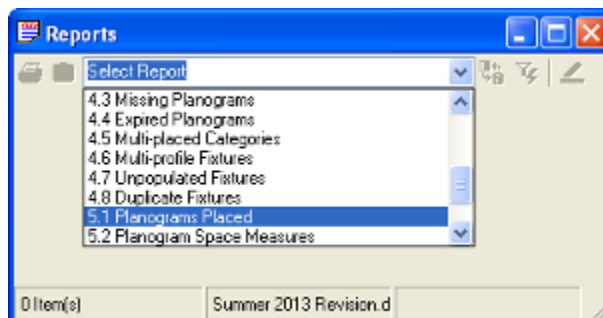 Reports
Select Report
4.3 Missing Planograms
4.4 Expired Planograms
4.5 Multi-placed Categories
4.6 Multi-profile Fixtures
4.7 Unpopulated Fixtures
4.8 Duplicate Fixtures
5.1 Planograms Placed
5.2 Planogram Space Measures
0 Item(s)
Summer 2013 Revision.d